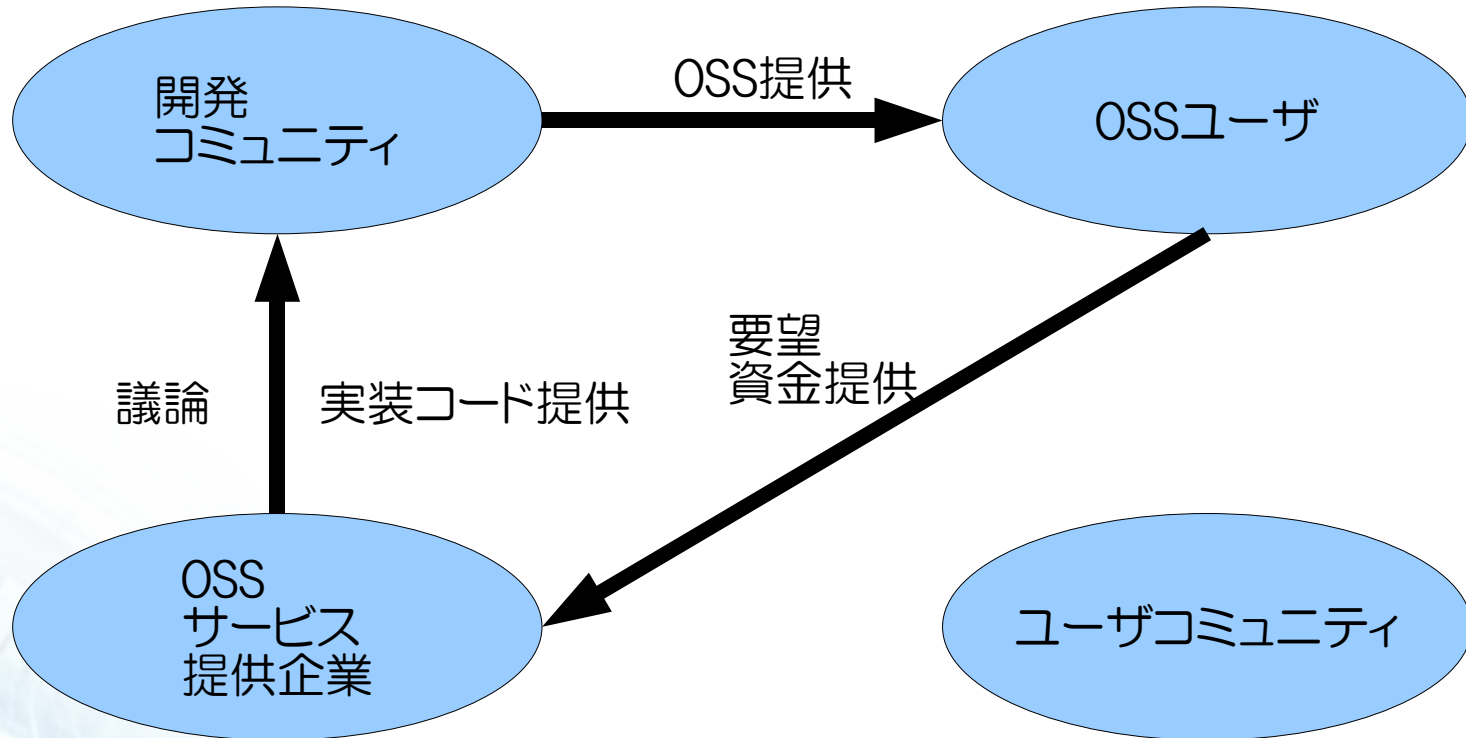 開発
コミュニティ
OSS提供
OSSユーザ
要望
資金提供
議論
実装コード提供
OSS
サービス
提供企業
ユーザコミュニティ